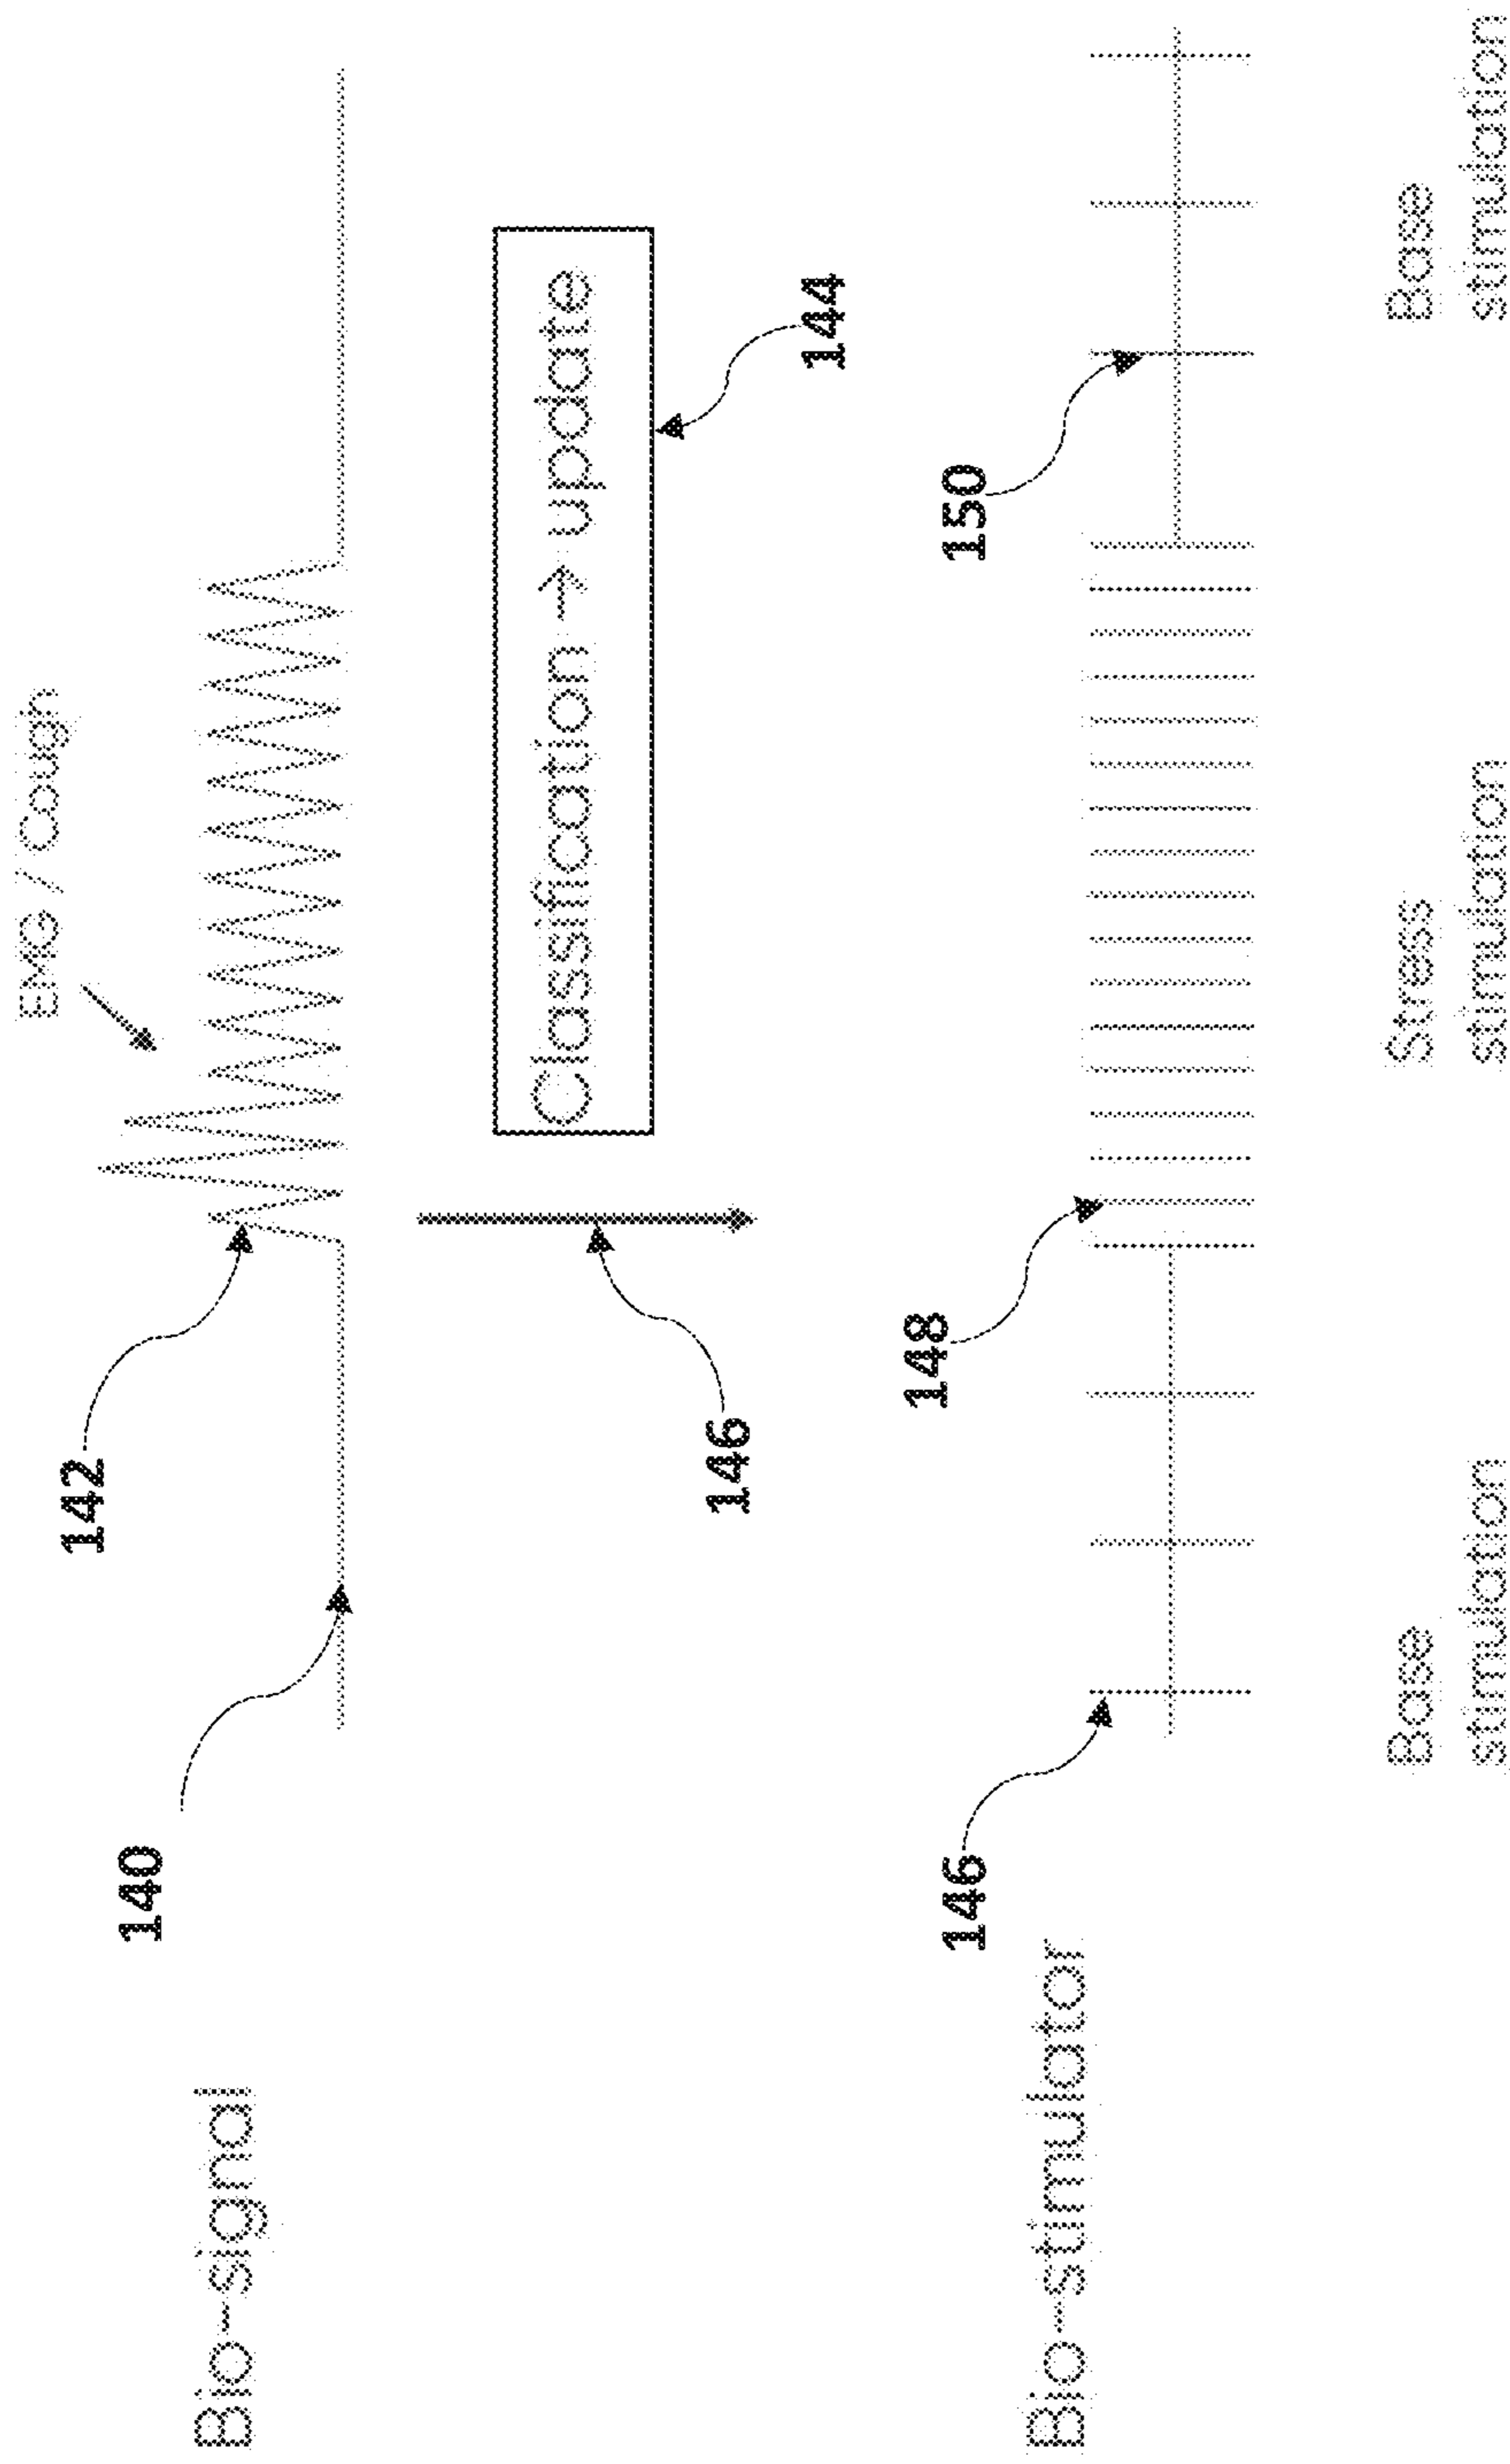 EMG / Cough
142
140
Bio-signal
Classification → update
144
146
148
150
146
Bio-stimulator
Base
stimulation
Stress
stimulation
Base
stimulation